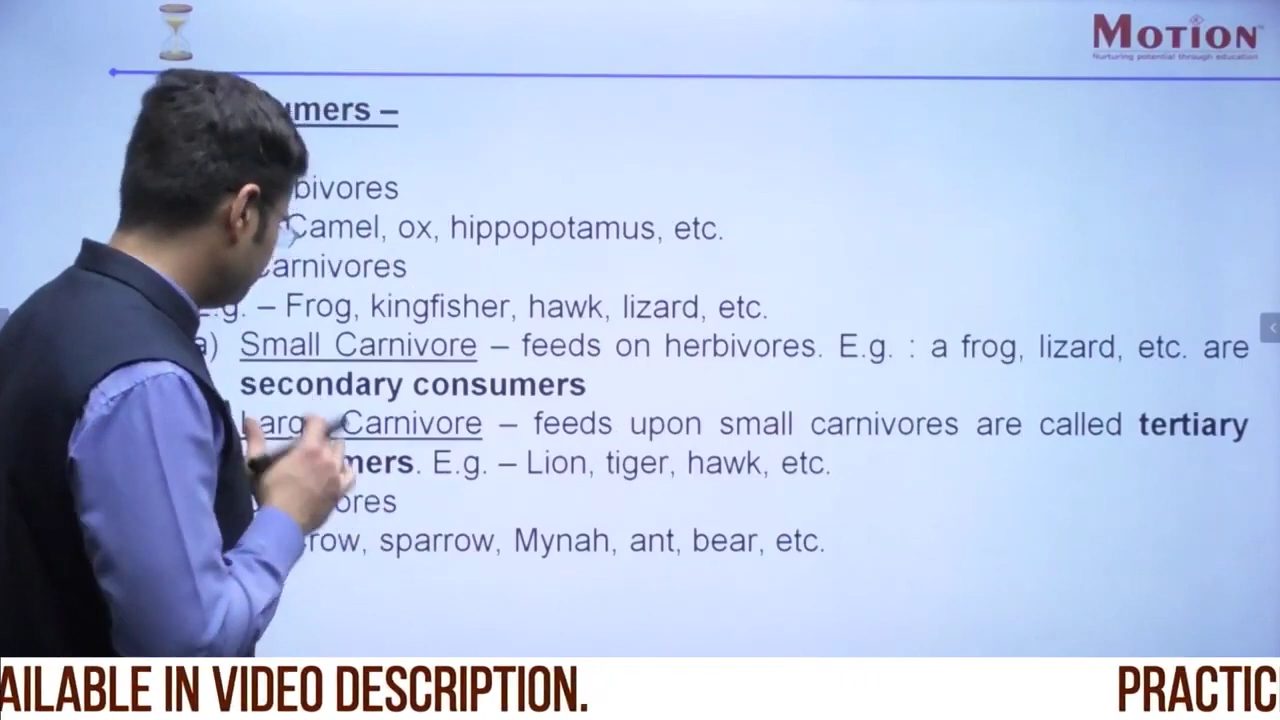 MOTION
Nurturing potential through education
umers –
bivores
Camel, ox, hippopotamus, etc.
Carnivores
E.g. – Frog, kingfisher, hawk, lizard, etc.
a) Small Carnivore – feeds on herbivores. E.g. : a frog, lizard, etc. are
secondary consumers
Large Carnivore – feeds upon small carnivores are called tertiary
mers. E.g. – Lion, tiger, hawk, etc.
ores
row, sparrow, Mynah, ant, bear, etc.
AILABLE IN VIDEO DESCRIPTION. PRACTIC